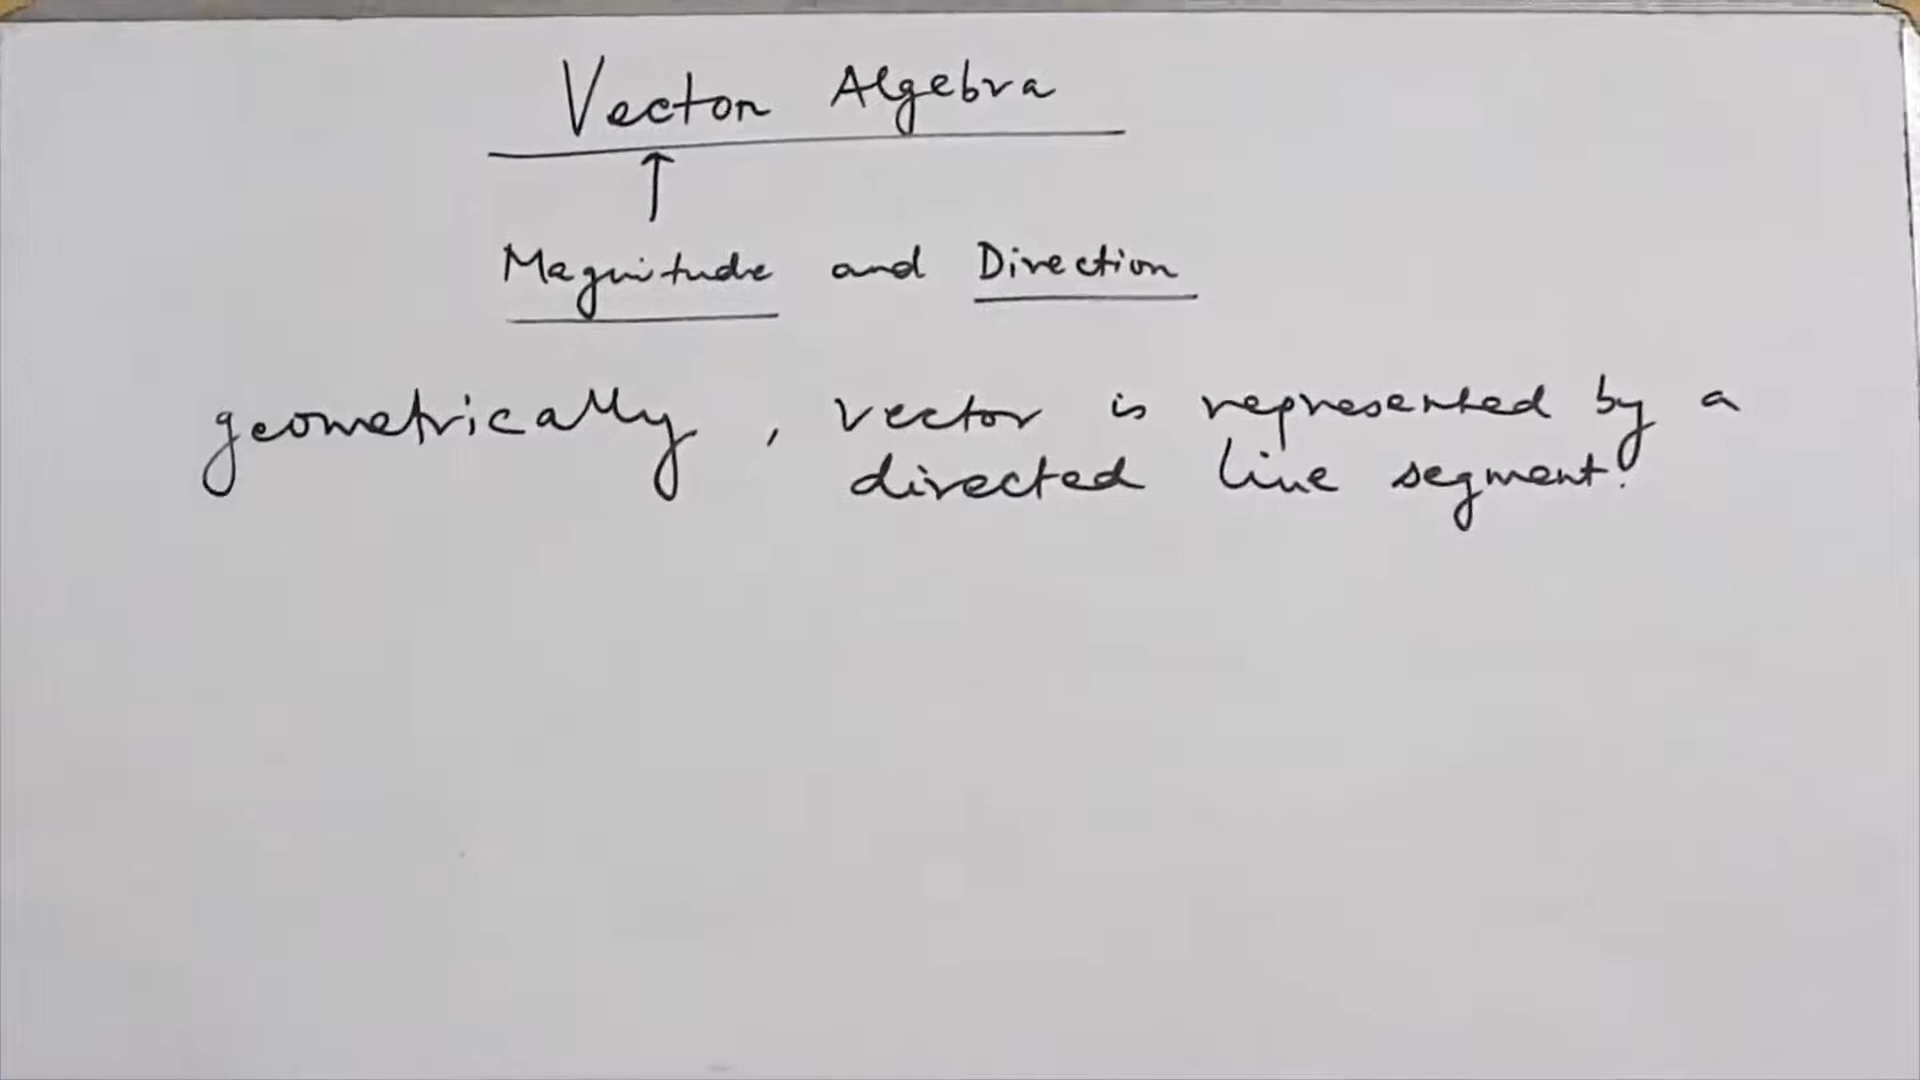 Vector Algebra
↑
Magnitude and Direction
geometrically, vector is represented by a
directed line segment.